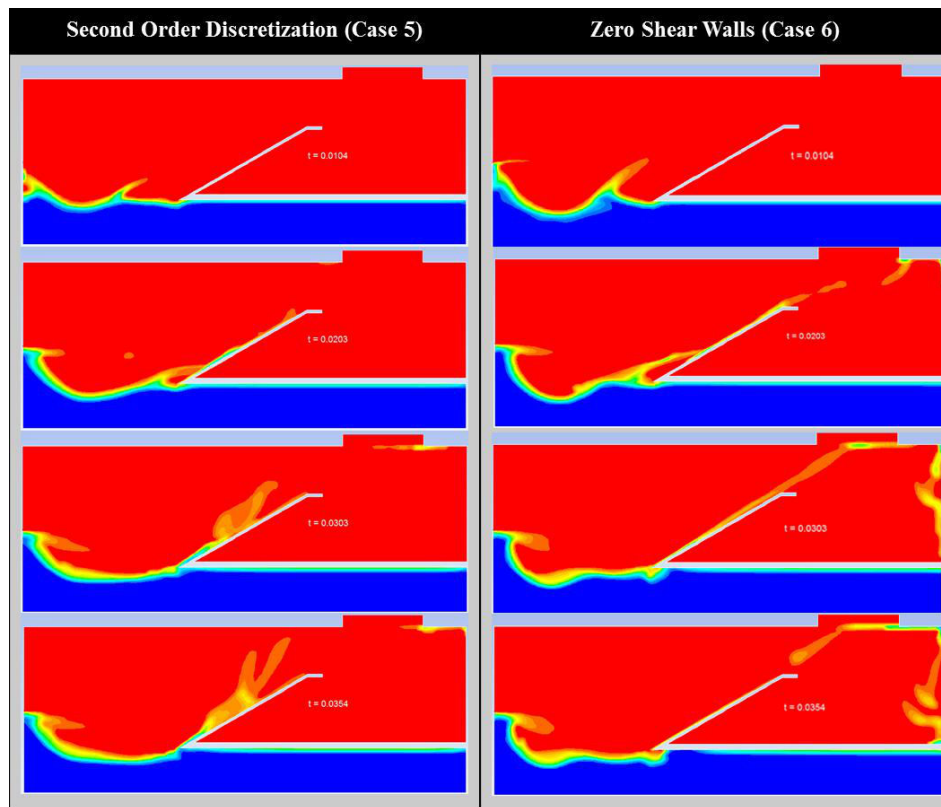 Second Order Discretization (Case 5)
Zero Shear Walls (Case 6)
t = 0.0104
t = 0.0104
t = 0.0203
t = 0.0203
t = 0.0303
t = 0.0303
t = 0.0354
t = 0.0354